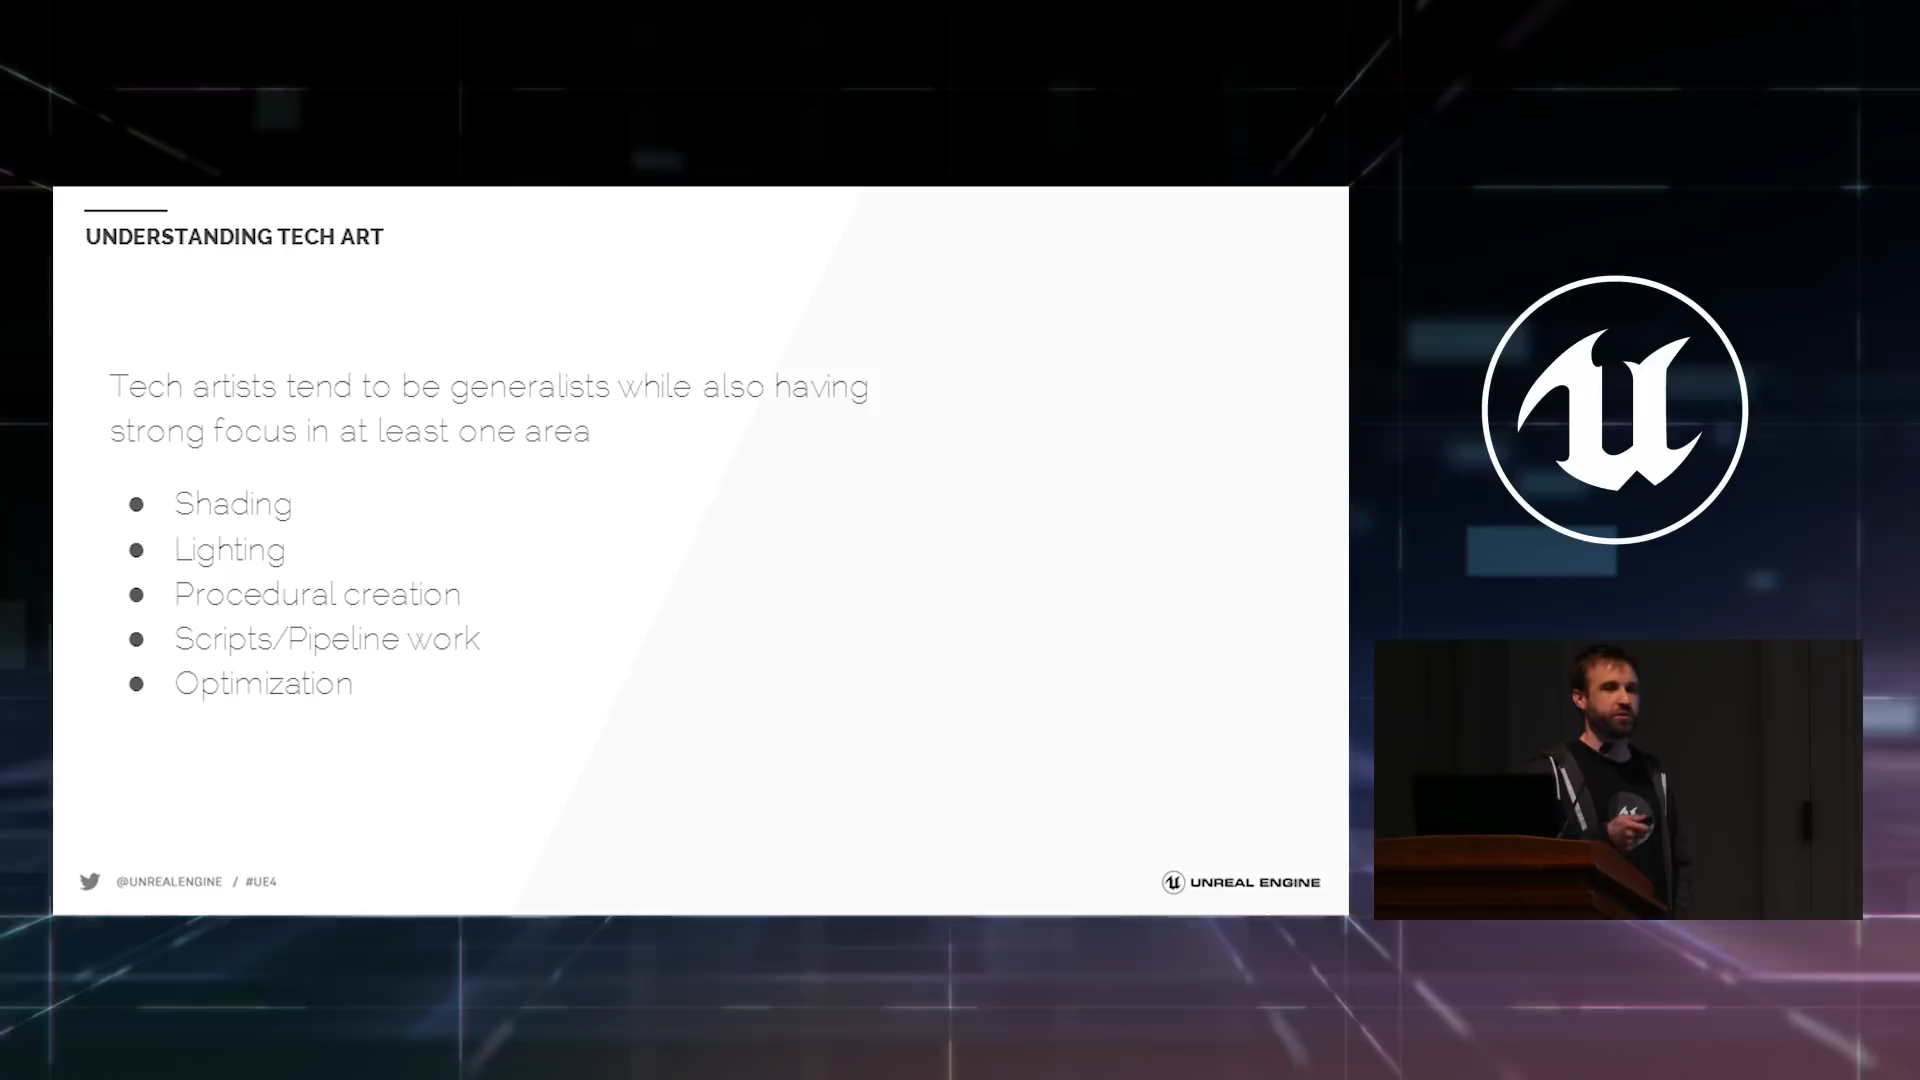 UNDERSTANDING TECH ART
Tech artists tend to be generalists while also having
strong focus in at least one area
● Shading
● Lighting
● Procedural creation
● Scripts/Pipeline work
● Optimization
@UNREALENGINE / #UE4
UNREAL ENGINE